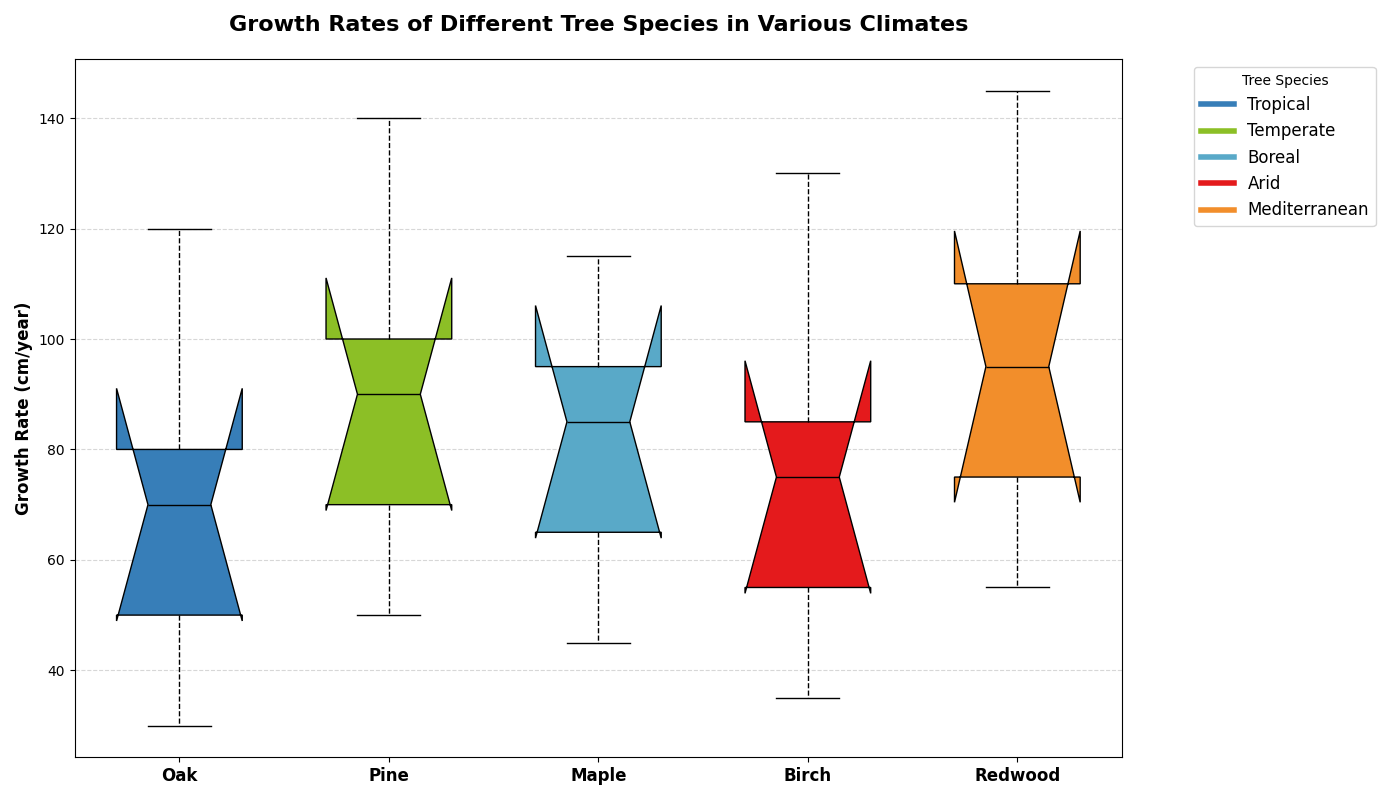 Growth Rates of Different Tree Species in Various Climates
Growth Rate (cm/year)
140
120
100
80
60
40
Oak
Pine
Maple
Birch
Redwood
Tree Species
Tropical
Temperate
Boreal
Arid
Mediterranean